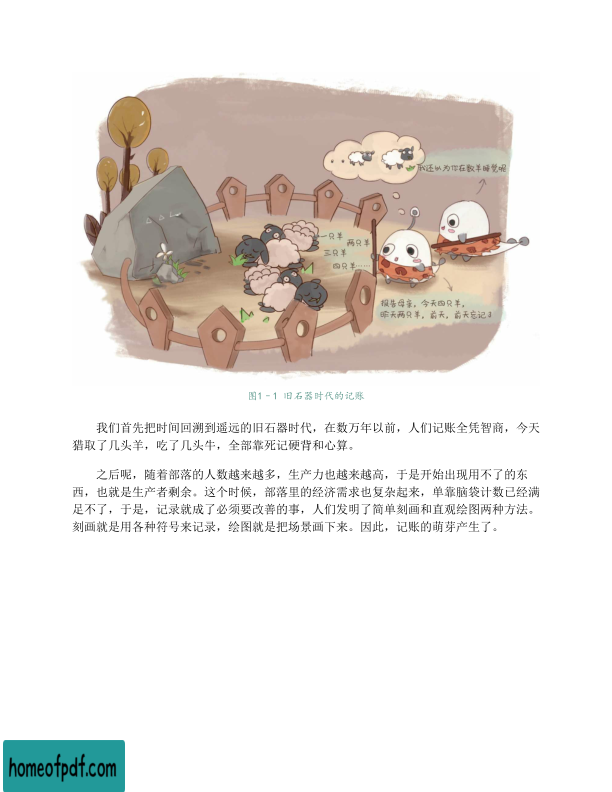 我还以为你在数羊睡觉呢
一只羊
两只羊
三只羊
四只羊……
报告母亲,今天四只羊,
昨天两只羊,前天,前天忘记了
图1-1 旧石器时代的记账
我们首先把时间回溯到遥远的旧石器时代,在数万年以前,人们记账全凭智商,今天
猎取了几头羊,吃了几头牛,全部靠死记硬背和心算。
之后呢,随着部落的人数越来越多,生产力也越来越高,于是开始出现用不了的东
西,也就是生产者剩余。这个时候,部落里的经济需求也复杂起来,单靠脑袋计数已经满
足不了,于是,记录就成了必须要改善的事,人们发明了简单刻画和直观绘图两种方法。
刻画就是用各种符号来记录,绘图就是把场景画下来。因此,记账的萌芽产生了。
homeofpdf.com